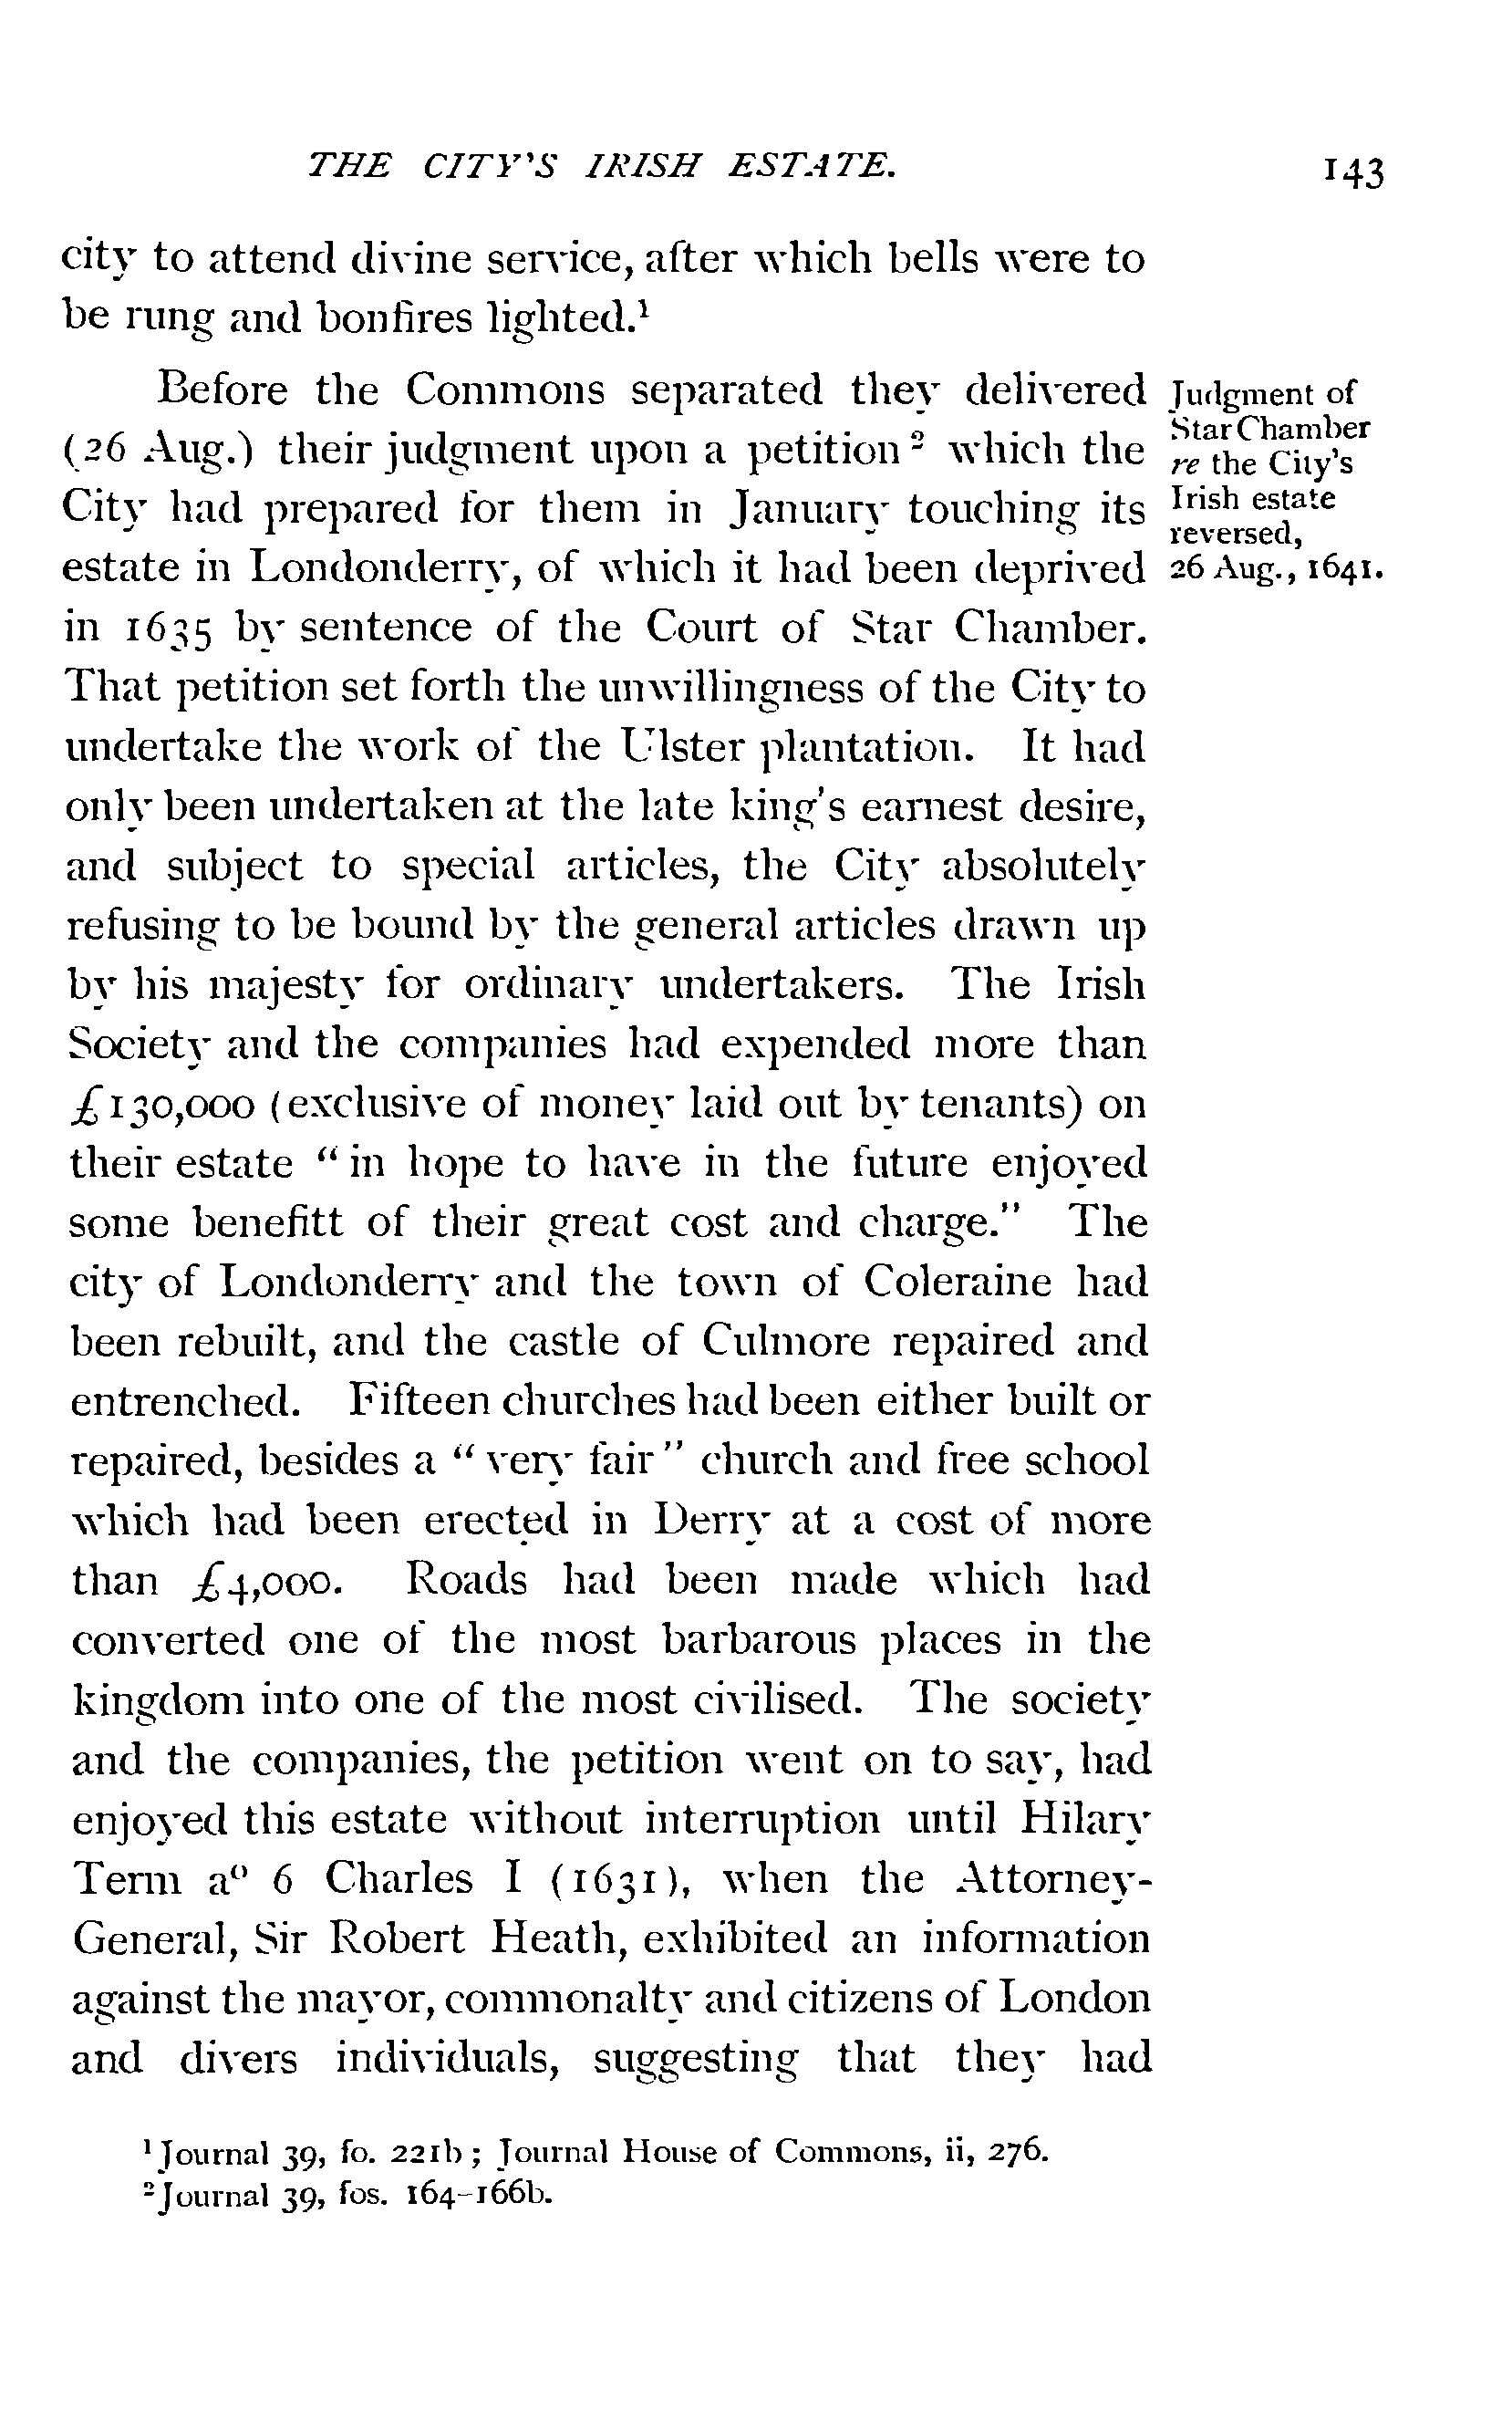 THE CITY'S IRISH ESTATE. 143
city to attend divine service, after which bells were to
be rung and bonfires lighted.¹
Before the Commons separated they delivered
(26 Aug.) their judgment upon a petition² which the
City had prepared for them in January touching its
estate in Londonderry, of which it had been deprived
in 1635 by sentence of the Court of Star Chamber.
That petition set forth the unwillingness of the City to
undertake the work of the Ulster plantation. It had
only been undertaken at the late king's earnest desire,
and subject to special articles, the City absolutely
refusing to be bound by the general articles drawn up
by his majesty for ordinary undertakers. The Irish
Society and the companies had expended more than
£130,000 (exclusive of money laid out by tenants) on
their estate "in hope to have in the future enjoyed
some benefitt of their great cost and charge." The
city of Londonderry and the town of Coleraine had
been rebuilt, and the castle of Culmore repaired and
entrenched. Fifteen churches had been either built or
repaired, besides a "very fair" church and free school
which had been erected in Derry at a cost of more
than £4,000. Roads had been made which had
converted one of the most barbarous places in the
kingdom into one of the most civilised. The society
and the companies, the petition went on to say, had
enjoyed this estate without interruption until Hilary
Term aº 6 Charles I (1631), when the Attorney-
General, Sir Robert Heath, exhibited an information
against the mayor, commonalty and citizens of London
and divers individuals, suggesting that they had
Judgment of
Star Chamber
re the City's
Irish estate
reversed,
26 Aug., 1641.
¹Journal 39, fo. 221b; Journal House of Commons, ii, 276.
²Journal 39, fos. 164-166b.